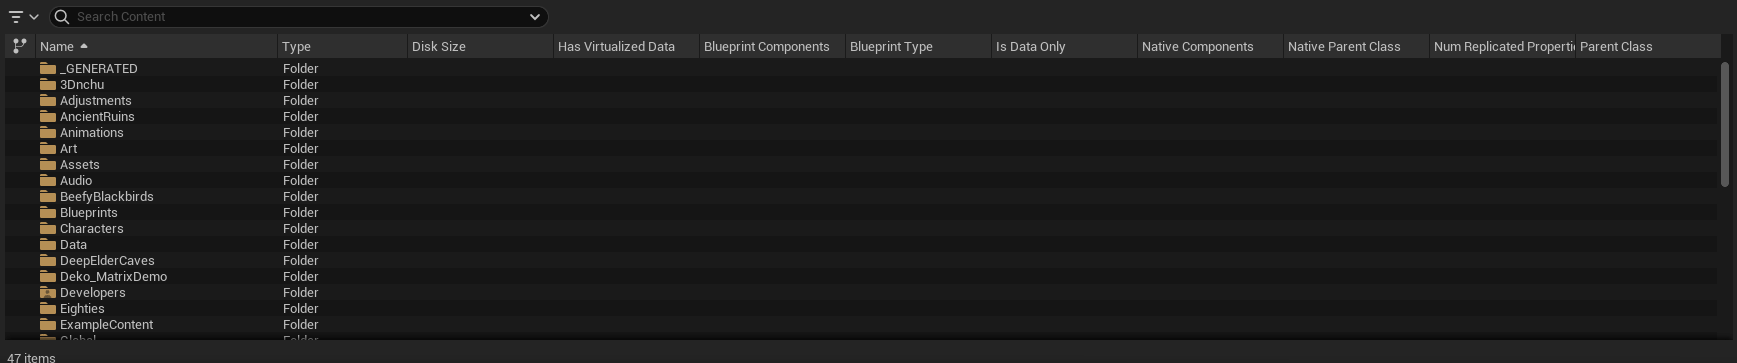 Search Content
Name Type Disk Size Has Virtualized Data Blueprint Components Blueprint Type Is Data Only Native Components Native Parent Class Num Replicated Properti Parent Class
_GENERATED Folder
3Dnchu Folder
Adjustments Folder
AncientRuins Folder
Animations Folder
Art Folder
Assets Folder
Audio Folder
BeefyBlackbirds Folder
Blueprints Folder
Characters Folder
Data Folder
DeepElderCaves Folder
Deko_MatrixDemo Folder
Developers Folder
Eighties Folder
ExampleContent Folder
Global Folder
47 items